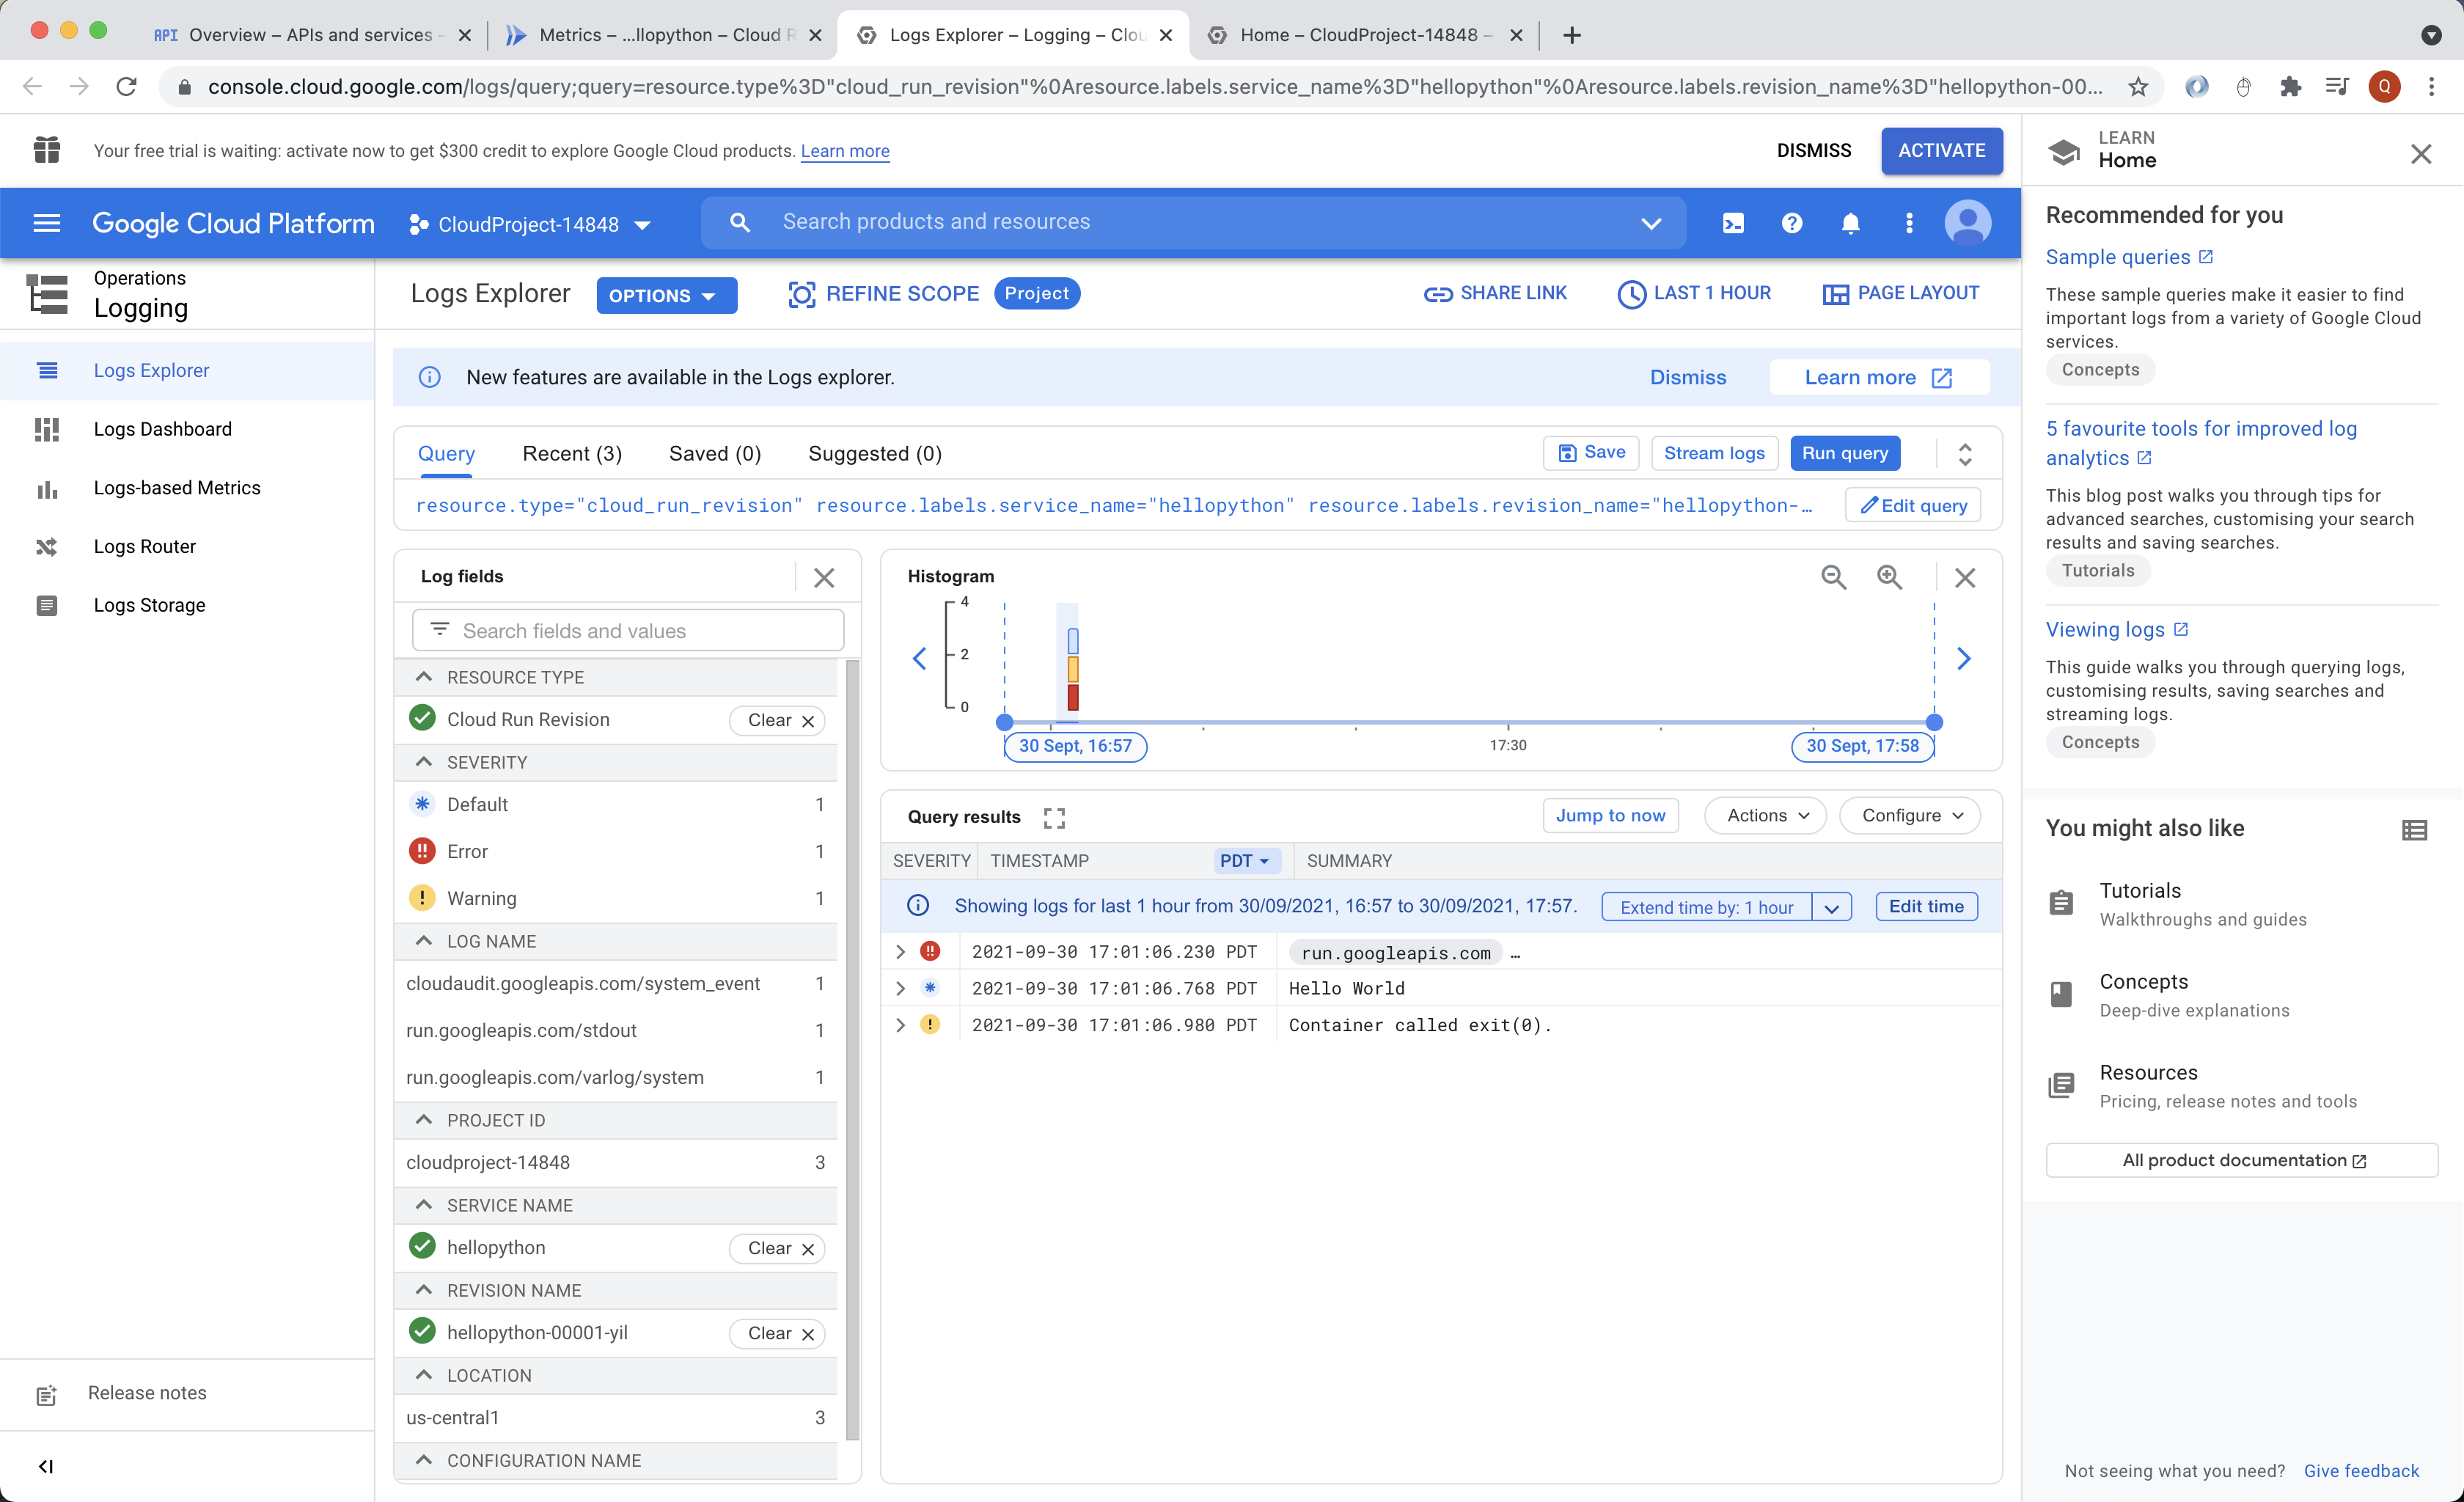 API Overview – APIs and services -
Metrics – ...llopython – Cloud R
Logs Explorer – Logging – Clou
Home – CloudProject-14848 –
console.cloud.google.com/logs/query;query=resource.type%3D"cloud_run_revision"%0Aresource.labels.service_name%3D"hellopython"%0Aresource.labels.revision_name%3D"hellopython-00...
Q
Your free trial is waiting: activate now to get $300 credit to explore Google Cloud products. Learn more
DISMISS
ACTIVATE
Google Cloud Platform
CloudProject-14848
Search products and resources
Operations
Logging
Logs Explorer
Logs Dashboard
Logs-based Metrics
Logs Router
Logs Storage
Release notes
Logs Explorer
OPTIONS
REFINE SCOPE
Project
SHARE LINK
LAST 1 HOUR
PAGE LAYOUT
New features are available in the Logs explorer.
Dismiss
Learn more
Query
Recent (3)
Saved (0)
Suggested (0)
Save
Stream logs
Run query
resource.type="cloud_run_revision" resource.labels.service_name="hellopython" resource.labels.revision_name="hellopython-…
Edit query
Log fields
Search fields and values
RESOURCE TYPE
Cloud Run Revision
Clear
SEVERITY
Default 1
Error 1
Warning 1
LOG NAME
cloudaudit.googleapis.com/system_event 1
run.googleapis.com/stdout 1
run.googleapis.com/varlog/system 1
PROJECT ID
cloudproject-14848 3
SERVICE NAME
hellopython
Clear
REVISION NAME
hellopython-00001-yil
Clear
LOCATION
us-central1 3
CONFIGURATION NAME
Histogram
4
2
0
30 Sept, 16:57
17:30
30 Sept, 17:58
Query results
Jump to now
Actions
Configure
SEVERITY
TIMESTAMP
PDT
SUMMARY
Showing logs for last 1 hour from 30/09/2021, 16:57 to 30/09/2021, 17:57.
Extend time by: 1 hour
Edit time
2021-09-30 17:01:06.230 PDT run.googleapis.com …
2021-09-30 17:01:06.768 PDT Hello World
2021-09-30 17:01:06.980 PDT Container called exit(0).
LEARN
Home
Recommended for you
Sample queries
These sample queries make it easier to find
important logs from a variety of Google Cloud
services.
Concepts
5 favourite tools for improved log
analytics
This blog post walks you through tips for
advanced searches, customising your search
results and saving searches.
Tutorials
Viewing logs
This guide walks you through querying logs,
customising results, saving searches and
streaming logs.
Concepts
You might also like
Tutorials
Walkthroughs and guides
Concepts
Deep-dive explanations
Resources
Pricing, release notes and tools
All product documentation
Not seeing what you need? Give feedback